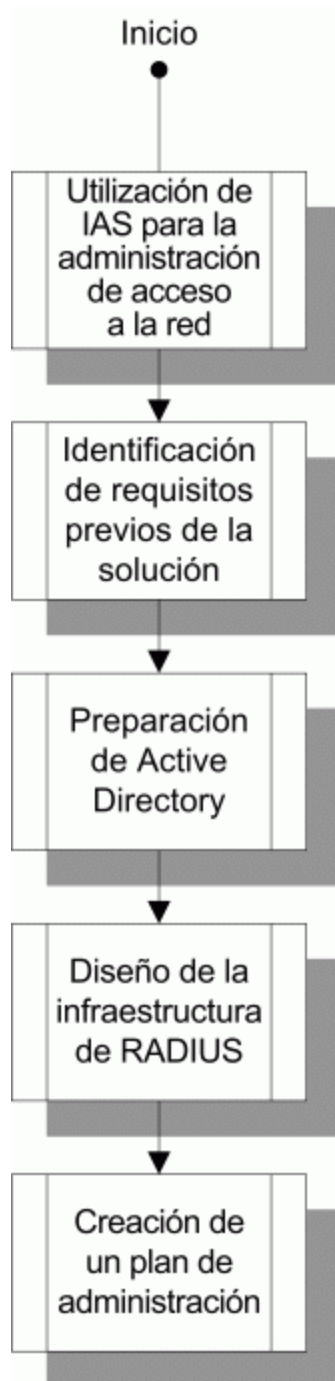 Inicio
Utilización de
IAS para la
administración
de acceso
a la red
Identificación
de requisitos
previos de la
solución
Preparación
de Active
Directory
Diseño de la
infraestructura
de RADIUS
Creación de
un plan de
administración